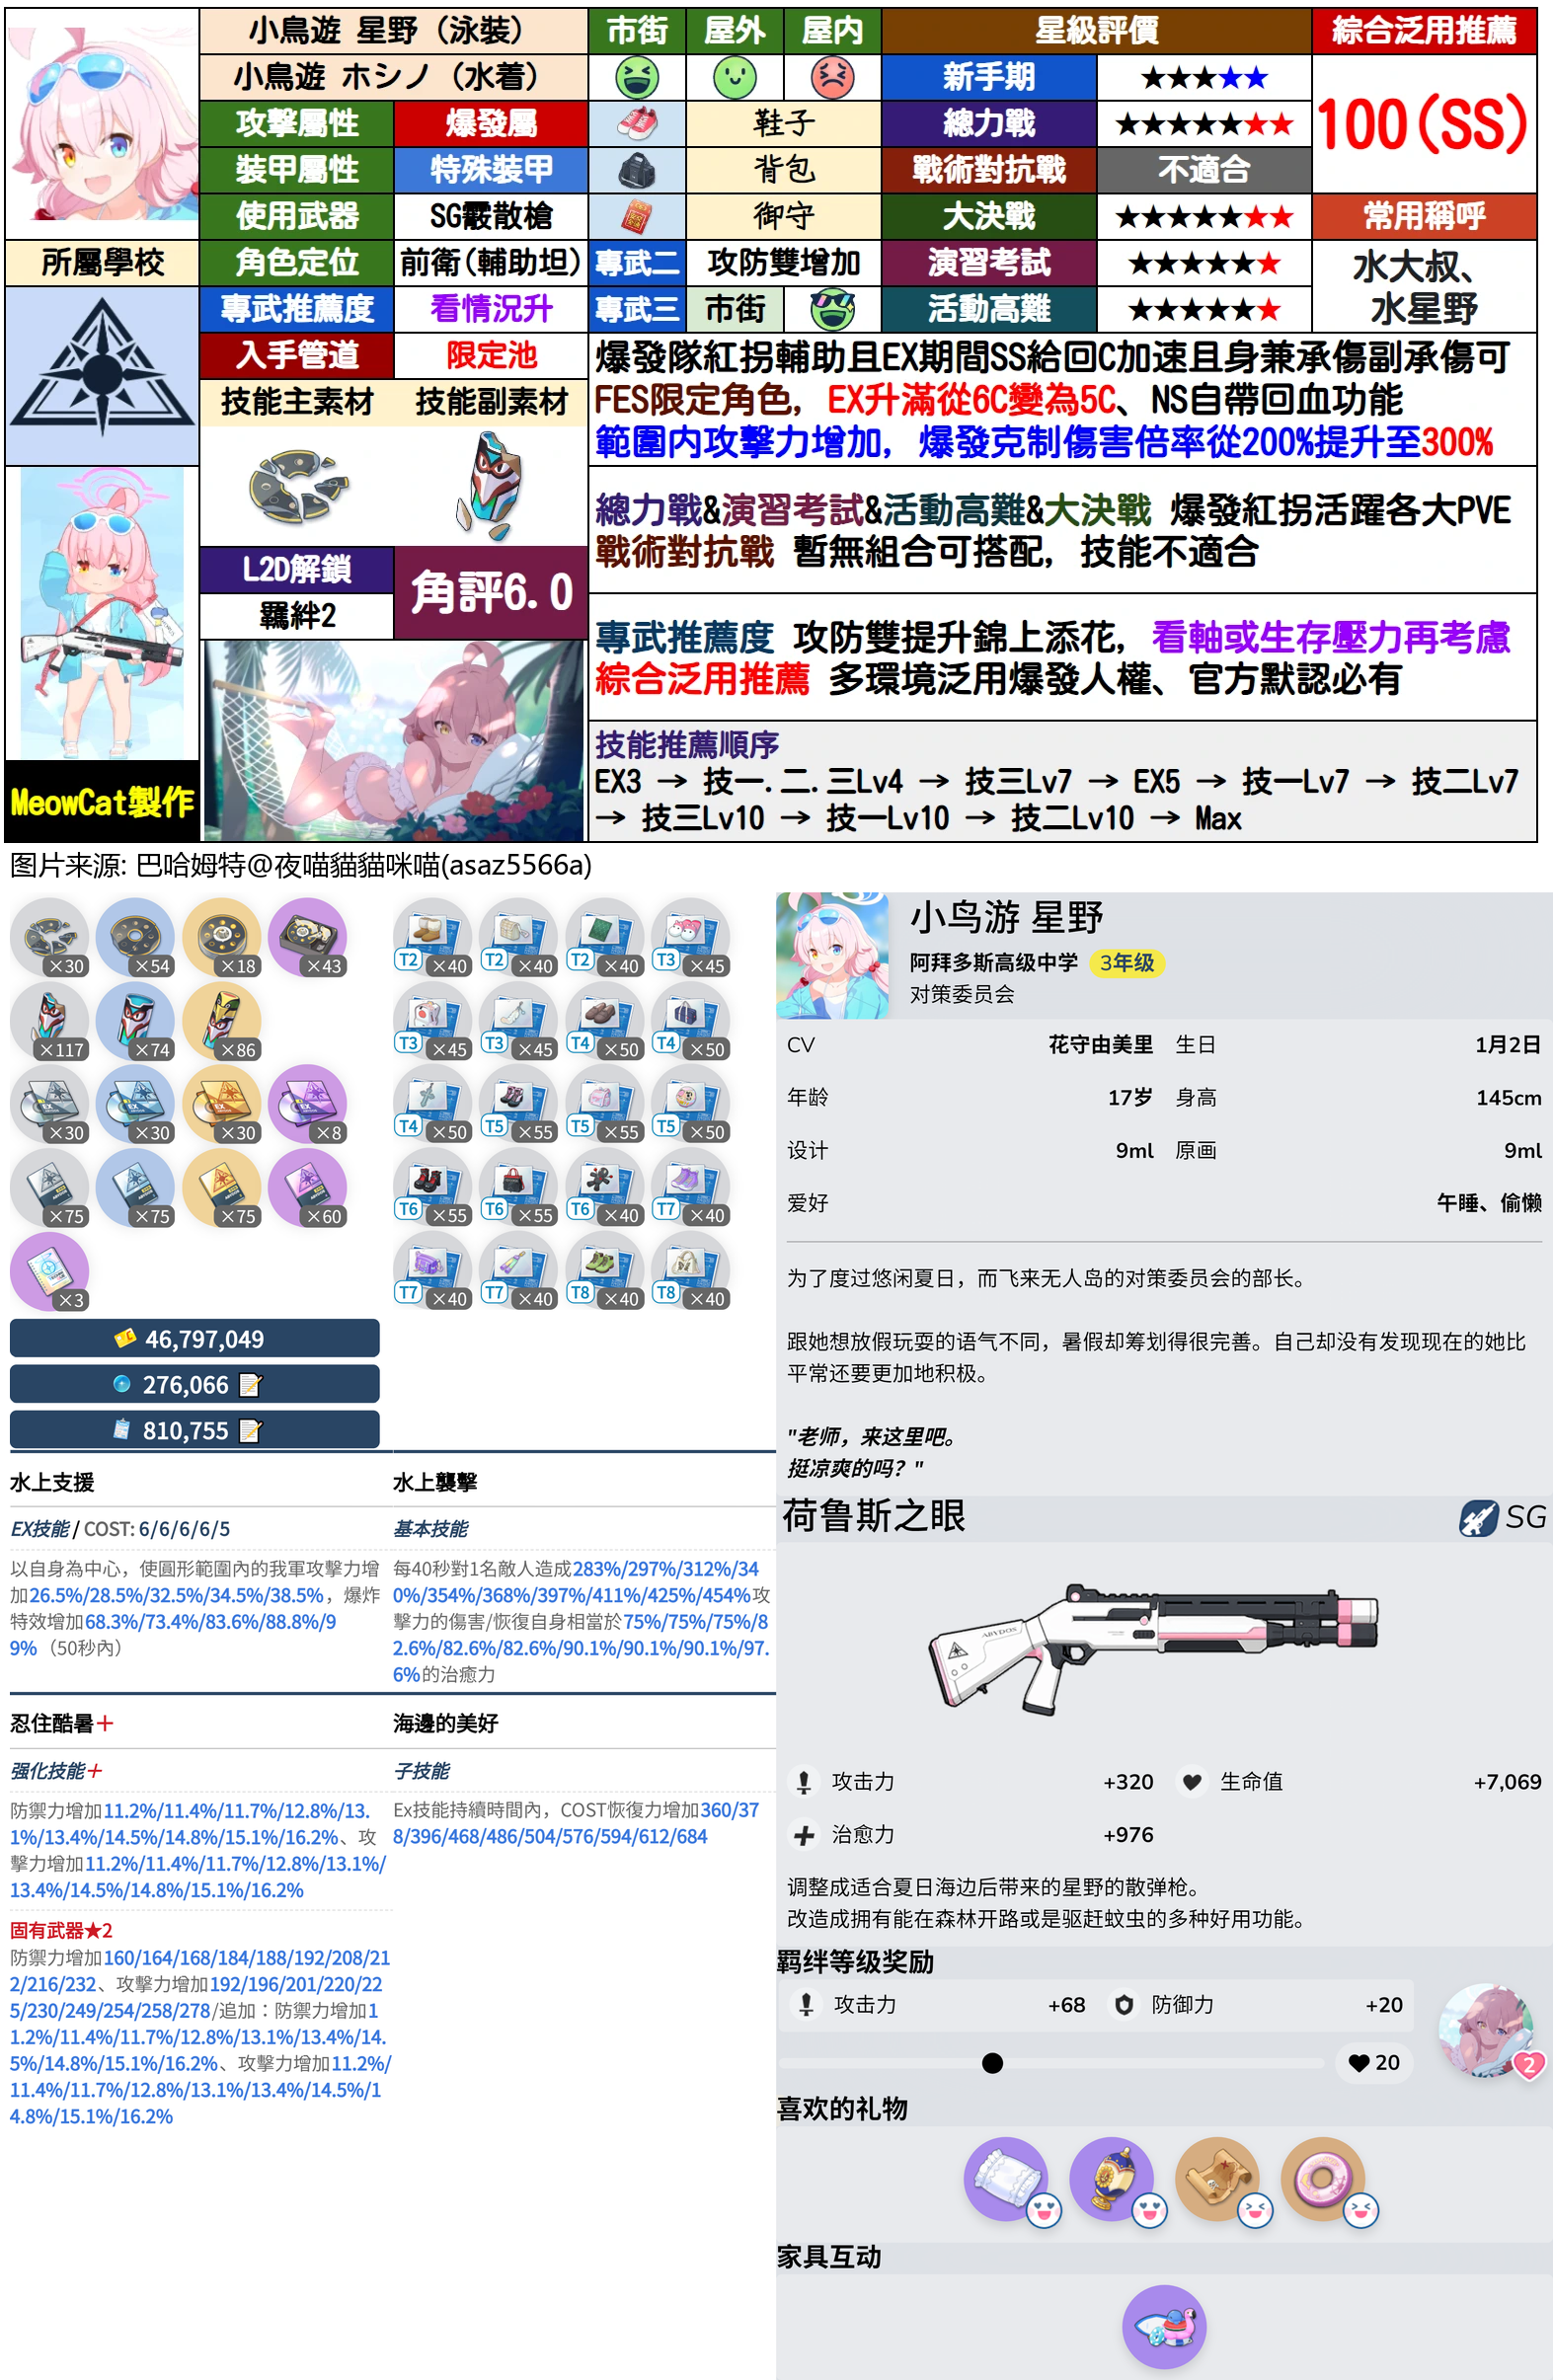 小鳥遊 星野（泳裝）
小鳥遊 ホシノ（水着）
市街 屋外 屋内
星級評價
綜合泛用推薦
新手期 ★★★★★
100(SS)
攻擊屬性 爆發屬
鞋子
總力戰 ★★★★★★★
裝甲屬性 特殊裝甲
背包
戰術對抗戰 不適合
使用武器 SG霰散槍
御守
大決戰 ★★★★★★★
常用稱呼
所屬學校
角色定位 前衛(輔助坦)
專武二 攻防雙增加
演習考試 ★★★★★★
水大叔、
水星野
專武推薦度 看情況升
專武三 市街
活動高難 ★★★★★★
入手管道 限定池
技能主素材 技能副素材
爆發隊紅拐輔助且EX期間SS給回C加速且身兼承傷副承傷可
FES限定角色, EX升滿從6C變為5C、NS自帶回血功能
範圍内攻擊力增加, 爆發克制傷害倍率從200%提升至300%
總力戰&演習考試&活動高難&大決戰 爆發紅拐活躍各大PVE
戰術對抗戰 暫無組合可搭配, 技能不適合
L2D解鎖
羈絆2
角評6.0
專武推薦度 攻防雙提升錦上添花, 看軸或生存壓力再考慮
綜合泛用推薦 多環境泛用爆發人權、官方默認必有
技能推薦順序
EX3 → 技一.二.三Lv4 → 技三Lv7 → EX5 → 技一Lv7 → 技二Lv7
→ 技三Lv10 → 技一Lv10 → 技二Lv10 → Max
MeowCat製作
图片来源: 巴哈姆特@夜喵貓貓咪喵(asaz5566a)
×30 ×54 ×18 ×43
×117 ×74 ×86
×30 ×30 ×30 ×8
×75 ×75 ×75 ×60
×3
T2 ×40 T2 ×40 T2 ×40 T3 ×45
T3 ×45 T3 ×45 T4 ×50 T4 ×50
T4 ×50 T5 ×55 T5 ×55 T5 ×50
T6 ×55 T6 ×55 T6 ×40 T7 ×40
T7 ×40 T7 ×40 T8 ×40 T8 ×40
46,797,049
276,066
810,755
水上支援
EX技能 / COST: 6/6/6/6/5
以自身為中心，使圓形範圍內的我軍攻擊力增
加26.5%/28.5%/32.5%/34.5%/38.5%，爆炸
特效增加68.3%/73.4%/83.6%/88.8%/9
9%（50秒內）
水上襲擊
基本技能
每40秒對1名敵人造成283%/297%/312%/34
0%/354%/368%/397%/411%/425%/454%攻
擊力的傷害/恢復自身相當於75%/75%/75%/8
2.6%/82.6%/82.6%/90.1%/90.1%/90.1%/97.
6%的治癒力
忍住酷暑＋
强化技能＋
防禦力增加11.2%/11.4%/11.7%/12.8%/13.
1%/13.4%/14.5%/14.8%/15.1%/16.2%、攻
擊力增加11.2%/11.4%/11.7%/12.8%/13.1%/
13.4%/14.5%/14.8%/15.1%/16.2%
固有武器★2
防禦力增加160/164/168/184/188/192/208/21
2/216/232、攻擊力增加192/196/201/220/22
5/230/249/254/258/278/追加：防禦力增加1
1.2%/11.4%/11.7%/12.8%/13.1%/13.4%/14.
5%/14.8%/15.1%/16.2%、攻擊力增加11.2%/
11.4%/11.7%/12.8%/13.1%/13.4%/14.5%/1
4.8%/15.1%/16.2%
海邊的美好
子技能
Ex技能持續時間內，COST恢復力增加360/37
8/396/468/486/504/576/594/612/684
小鸟游 星野
阿拜多斯高级中学 3年级
对策委员会
CV 花守由美里 生日 1月2日
年龄 17岁 身高 145cm
设计 9ml 原画 9ml
爱好 午睡、偷懒
为了度过悠闲夏日，而飞来无人岛的对策委员会的部长。
跟她想放假玩耍的语气不同，暑假却筹划得很完善。自己却没有发现现在的她比
平常还要更加地积极。
"老师，来这里吧。
挺凉爽的吗？"
荷鲁斯之眼 SG
ABYDOS
攻击力 +320 生命值 +7,069
治愈力 +976
调整成适合夏日海边后带来的星野的散弹枪。
改造成拥有能在森林开路或是驱赶蚊虫的多种好用功能。
羁绊等级奖励
攻击力 +68 防御力 +20
20
2
喜欢的礼物
家具互动